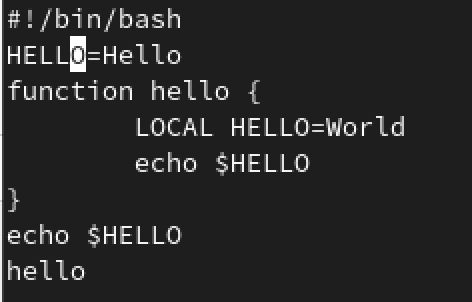 #!/bin/bash
HELLO=Hello
function hello {
        LOCAL HELLO=World
        echo $HELLO
}
echo $HELLO
hello